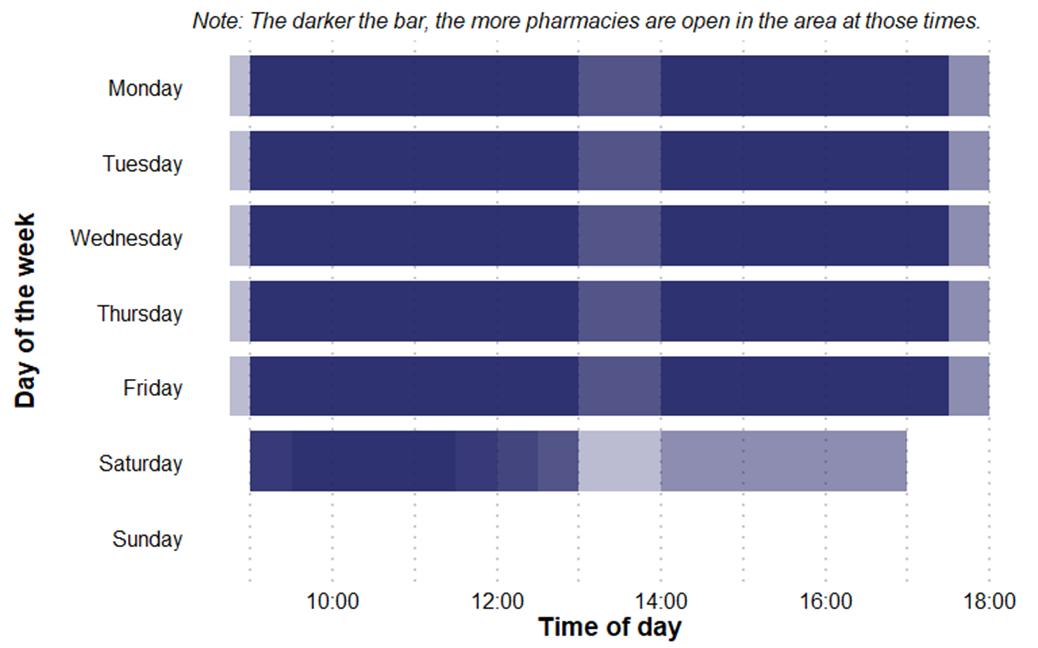 Note: The darker the bar, the more pharmacies are open in the area at those times.
Day of the week
Monday
Tuesday
Wednesday
Thursday
Friday
Saturday
Sunday
10:00 12:00 14:00 16:00 18:00
Time of day